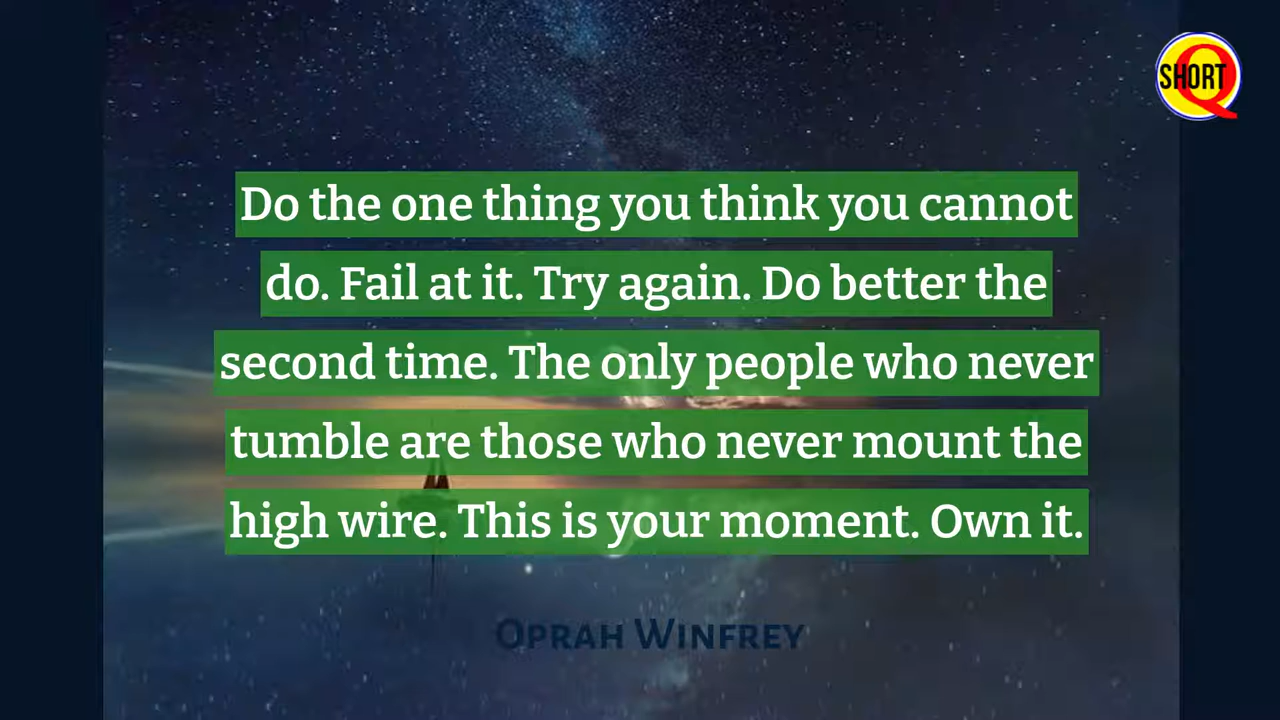 SHORT Q
Do the one thing you think you cannot
do. Fail at it. Try again. Do better the
second time. The only people who never
tumble are those who never mount the
high wire. This is your moment. Own it.
OPRAH WINFREY